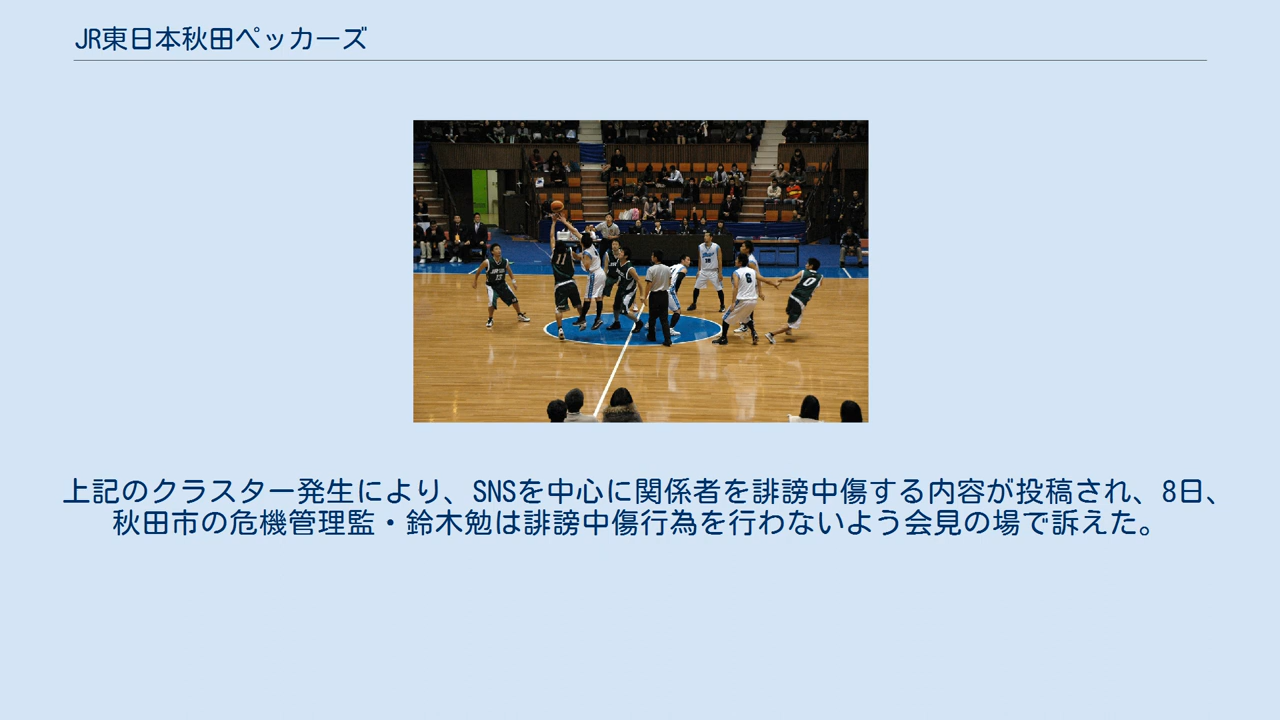 JR東日本秋田ペッカーズ
上記のクラスター発生により、SNSを中心に関係者を誹謗中傷する内容が投稿され、8日、
秋田市の危機管理監・鈴木勉は誹謗中傷行為を行わないよう会見の場で訴えた。
11
6
0